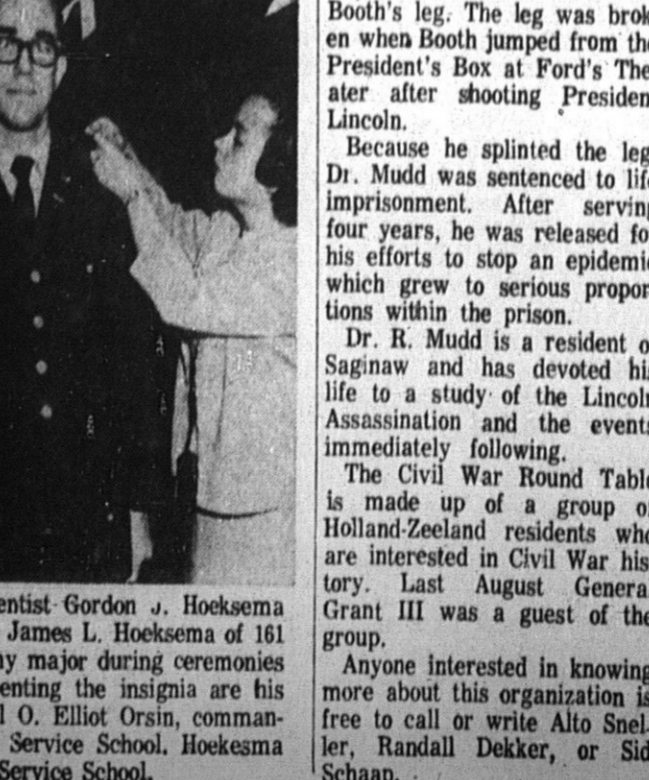 Booth's leg. The leg was brok
en when Booth jumped from th
President's Box at Ford's The
ater after shooting Presiden
Lincoln.
Because he splinted the leg
Dr. Mudd was sentenced to lif
imprisonment. After serving
four years, he was released fo
his efforts to stop an epidemi
which grew to serious propor
tions within the prison.
Dr. R. Mudd is a resident o
Saginaw and has devoted hi
life to a study of the Lincoln
Assassination and the events
immediately following.
The Civil War Round Tabl
is made up of a group o
Holland-Zeeland residents who
are interested in Civil War his
tory. Last August Genera
Grant III was a guest of the
group.
Anyone interested in knowing
more about this organization is
free to call or write Alto Snel-
ler, Randall Dekker, or Sid
Schaap.
entist Gordon J. Hoeksema
James L. Hoeksema of 161
ny major during ceremonies
enting the insignia are his
l O. Elliot Orsin, comman-
Service School. Hoekesma
Service School.